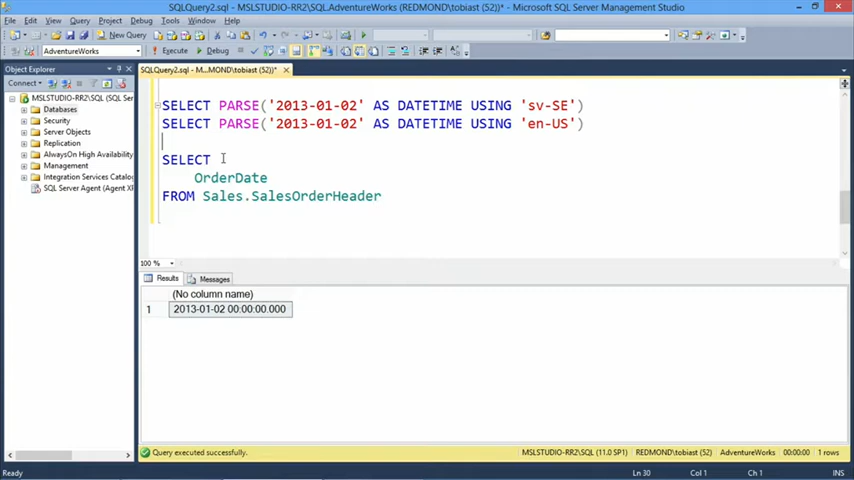 SQLQuery2.sql - MSLSTUDIO-RR2\SQL.AdventureWorks (REDMOND\tobiast (52))* - Microsoft SQL Server Management Studio
File Edit View Query Project Debug Tools Window Help
New Query
AdventureWorks Execute Debug
Object Explorer
SQLQuery2.sql - M...MOND\tobiast (52))*
Connect
MSLSTUDIO-RR2\SQL (SQL Ser
Databases
Security
Server Objects
Replication
AlwaysOn High Availability
Management
Integration Services Catalo
SQL Server Agent (Agent XP
SELECT PARSE('2013-01-02' AS DATETIME USING 'sv-SE')
SELECT PARSE('2013-01-02' AS DATETIME USING 'en-US')
SELECT
OrderDate
FROM Sales.SalesOrderHeader
100 %
Results Messages
(No column name)
1 2013-01-02 00:00:00.000
Query executed successfully. MSLSTUDIO-RR2\SQL (11.0 SP1) REDMOND\tobiast (52) AdventureWorks 00:00:00 1 rows
Ready Ln 30 Col 1 Ch 1 INS